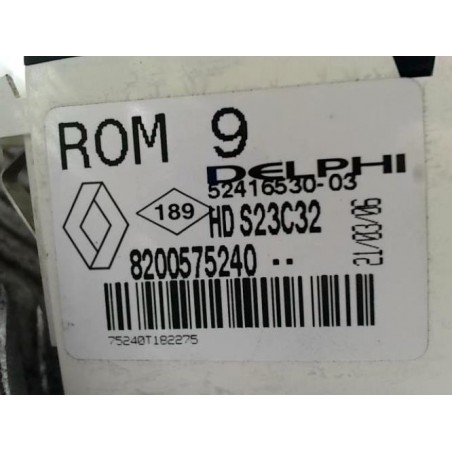 ROM 9
DELPHI
52416530-03
189
HD S23C32
8200575240 --
21/03/06
75240T182275